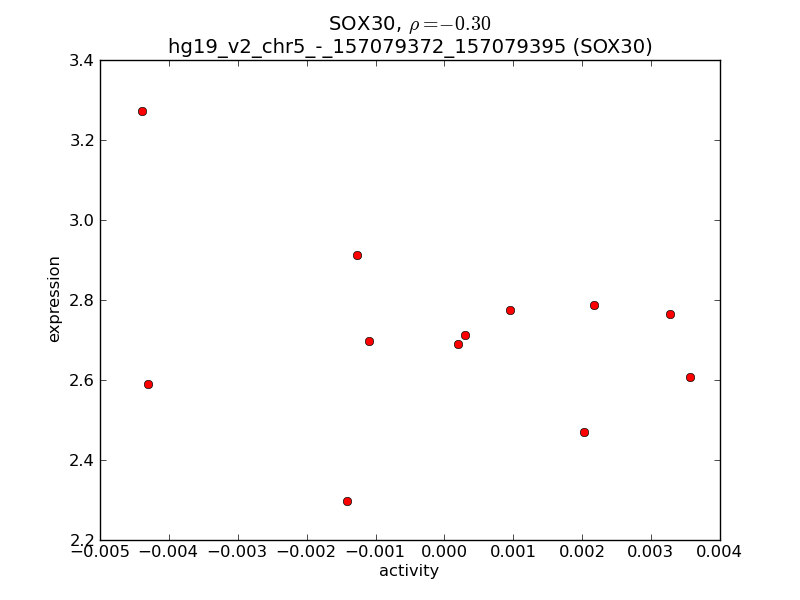 SOX30, ρ=−0.30
hg19_v2_chr5_-_157079372_157079395 (SOX30)
3.4
3.2
3.0
2.8
2.6
2.4
2.2
expression
−0.005 −0.004 −0.003 −0.002 −0.001 0.000 0.001 0.002 0.003 0.004
activity